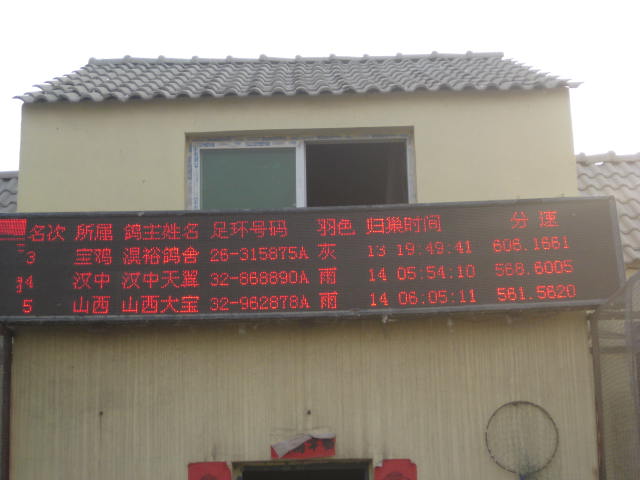 名次 所属 鸽主姓名 足环号码 羽色 归巢时间 分速
3 宝鸡 淏裕鸽舍 26-315875A 灰 13 19:49:41 606.1661
4 汉中 汉中天翼 32-868890A 雨 14 05:54:10 568.6005
5 山西 山西大宝 32-962878A 雨 14 06:05:11 561.5620